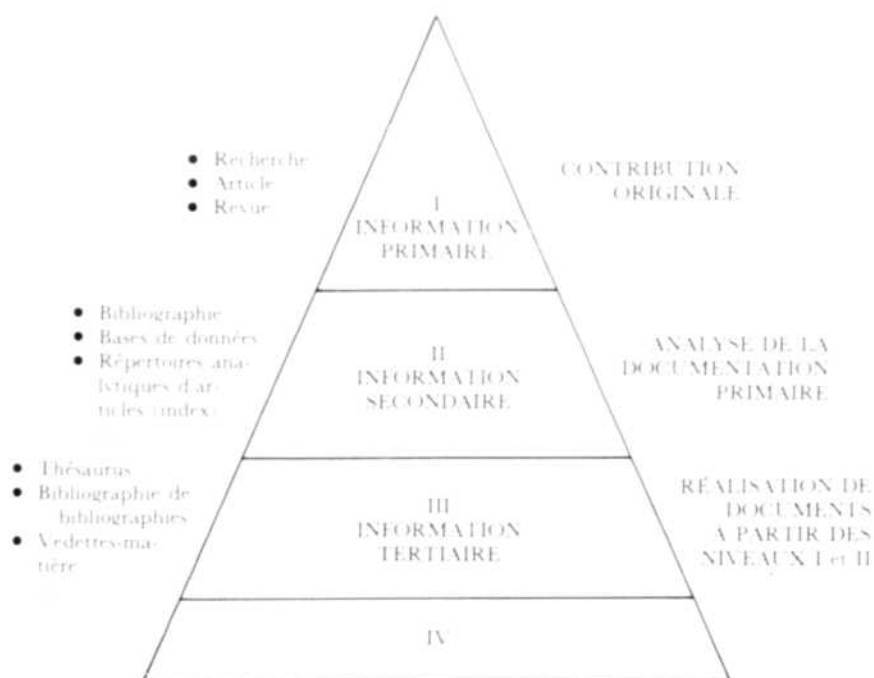 • Recherche
• Article
• Revue
I
INFORMATION
PRIMAIRE
CONTRIBUTION
ORIGINALE
• Bibliographie
• Bases de données
• Répertoires ana-
lytiques d'ar-
ticles (index)
II
INFORMATION
SECONDAIRE
ANALYSE DE LA
DOCUMENTATION
PRIMAIRE
• Thésaurus
• Bibliographie de
bibliographies
• Vedettes-ma-
tière
III
INFORMATION
TERTIAIRE
RÉALISATION DE
DOCUMENTS
À PARTIR DES
NIVEAUX I et II
IV